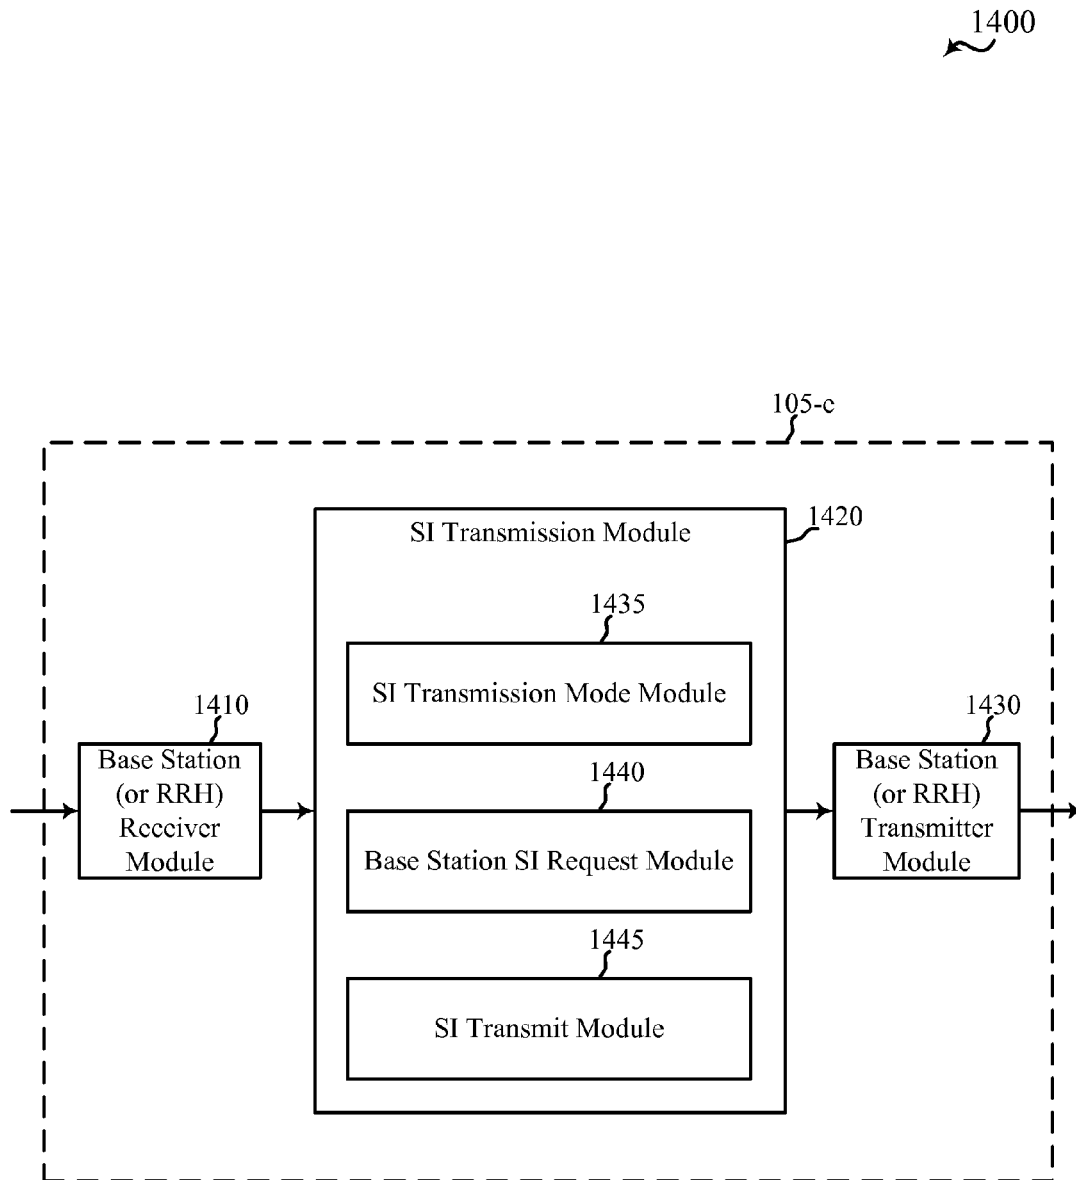 1400
105-c
SI Transmission Module
1420
1435
SI Transmission Mode Module
1410
Base Station
(or RRH)
Receiver
Module
1440
Base Station SI Request Module
1430
Base Station
(or RRH)
Transmitter
Module
1445
SI Transmit Module